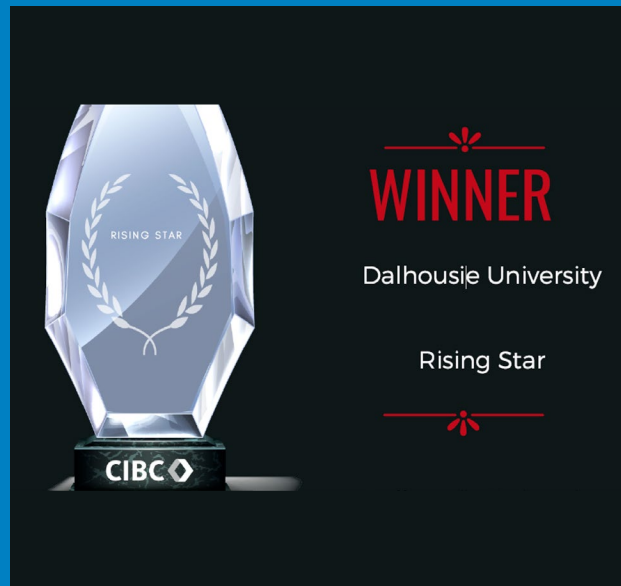 RISING STAR
CIBC
WINNER
Dalhousie University
Rising Star